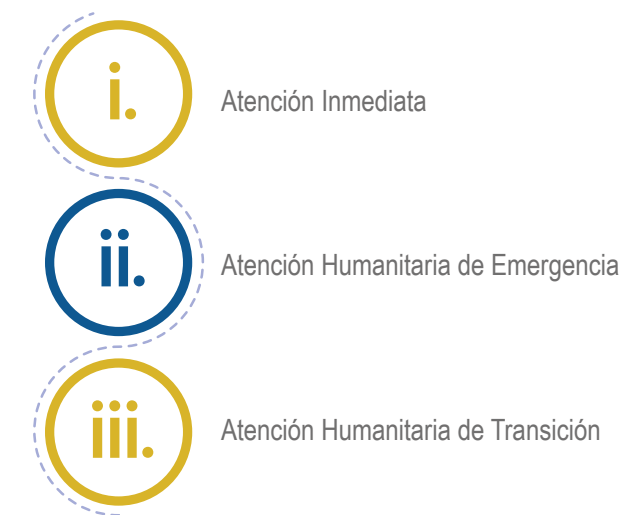 i. Atención Inmediata
ii. Atención Humanitaria de Emergencia
iii. Atención Humanitaria de Transición